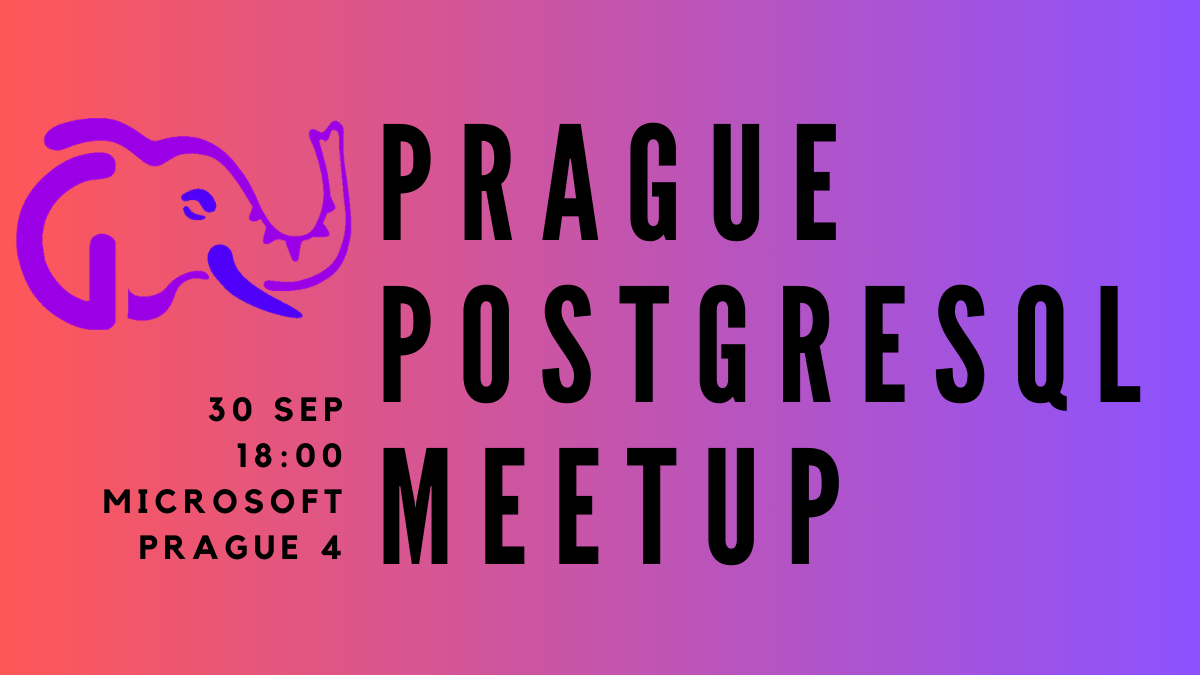 PRAGUE
POSTGRESQL
MEETUP
30 SEP
18:00
MICROSOFT
PRAGUE 4